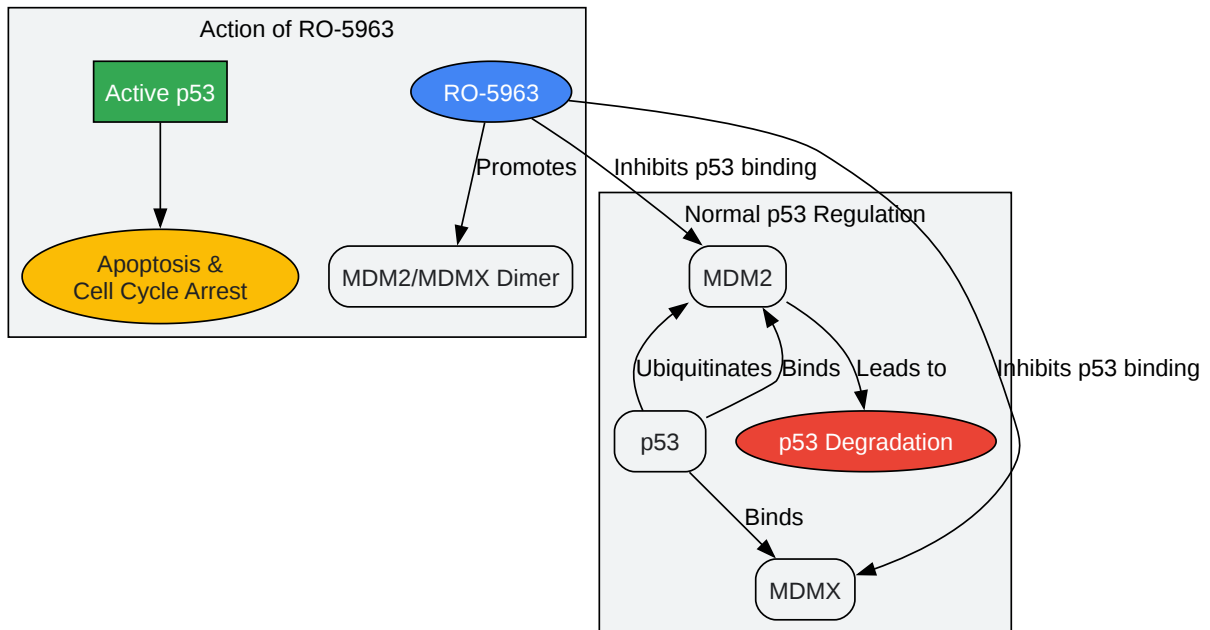 Action of RO-5963
Active p53
RO-5963
Promotes
Inhibits p53 binding
Apoptosis &
Cell Cycle Arrest
MDM2/MDMX Dimer
Normal p53 Regulation
MDM2
Ubiquitinates
Binds
Leads to
Inhibits p53 binding
p53
p53 Degradation
Binds
MDMX